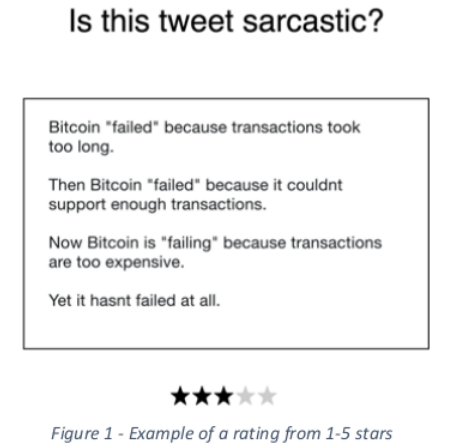 Is this tweet sarcastic?
Bitcoin "failed" because transactions took
too long.
Then Bitcoin "failed" because it couldnt
support enough transactions.
Now Bitcoin is "failing" because transactions
are too expensive.
Yet it hasnt failed at all.
Figure 1 - Example of a rating from 1-5 stars